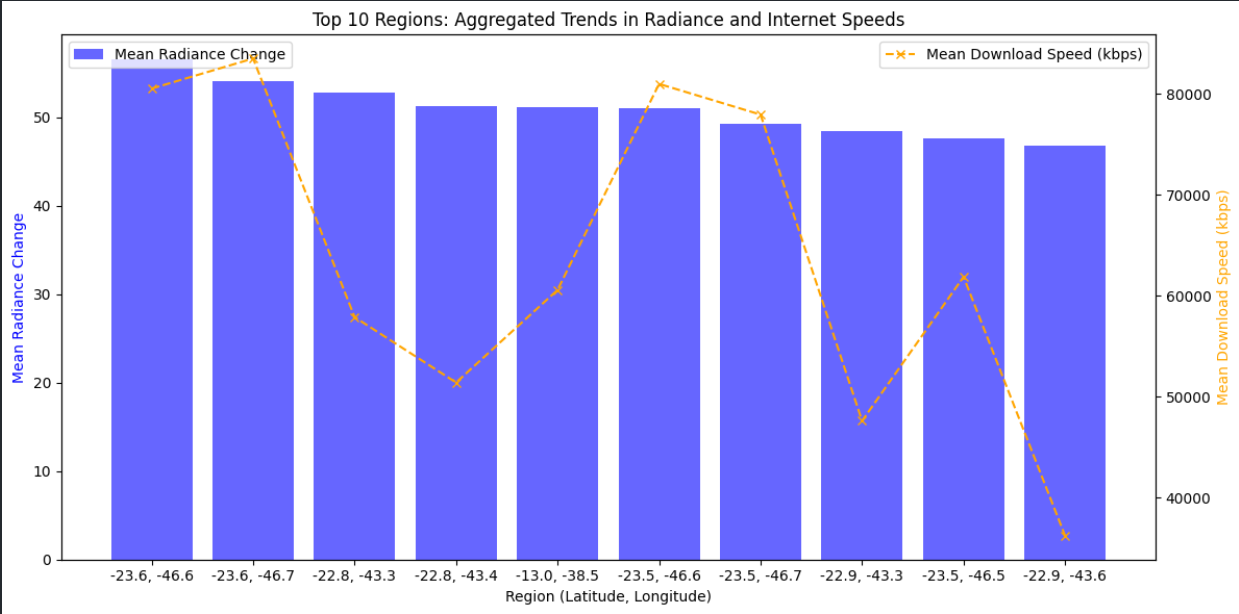 Top 10 Regions: Aggregated Trends in Radiance and Internet Speeds
Mean Radiance Change
Mean Download Speed (kbps)
Mean Radiance Change
50
40
30
20
10
0
80000
70000
60000
50000
40000
Mean Download Speed (kbps)
-23.6, -46.6 -23.6, -46.7 -22.8, -43.3 -22.8, -43.4 -13.0, -38.5 -23.5, -46.6 -23.5, -46.7 -22.9, -43.3 -23.5, -46.5 -22.9, -43.6
Region (Latitude, Longitude)